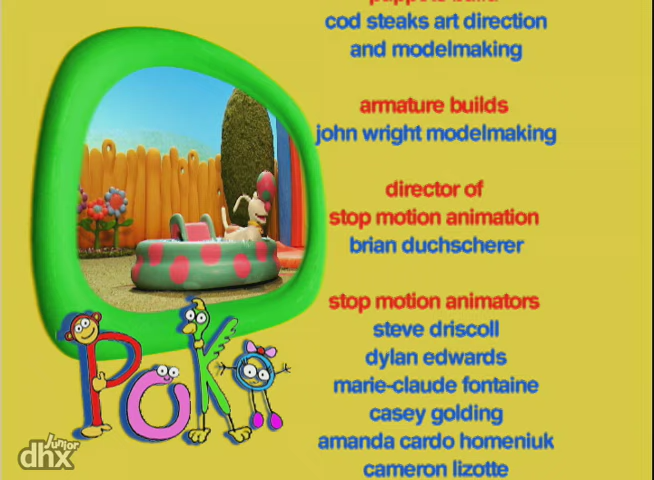 puppets build
cod steaks art direction
and modelmaking
armature builds
john wright modelmaking
director of
stop motion animation
brian duchscherer
stop motion animators
steve driscoll
dylan edwards
marie-claude fontaine
casey golding
amanda cardo homeniuk
cameron lizotte
PoKo
dhx Junior